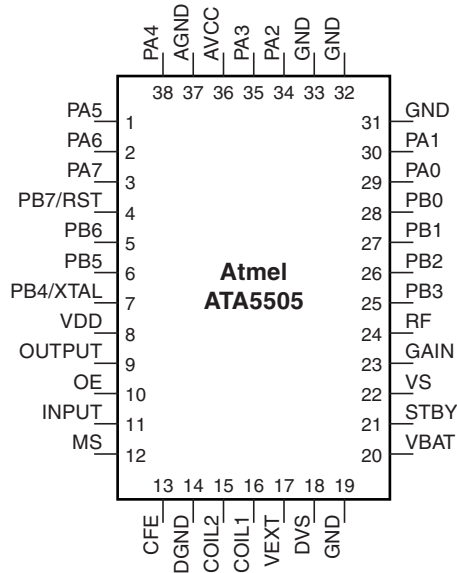 PA4 AGND AVCC PA3 PA2 GND GND
38 37 36 35 34 33 32
PA5 1 31 GND
PA6 2 30 PA1
PA7 3 29 PA0
PB7/RST 4 28 PB0
PB6 5 27 PB1
PB5 6 26 PB2
PB4/XTAL 7 25 PB3
VDD 8 24 RF
OUTPUT 9 23 GAIN
OE 10 22 VS
INPUT 11 21 STBY
MS 12 20 VBAT
Atmel
ATA5505
13 14 15 16 17 18 19
CFE DGND COIL2 COIL1 VEXT DVS GND